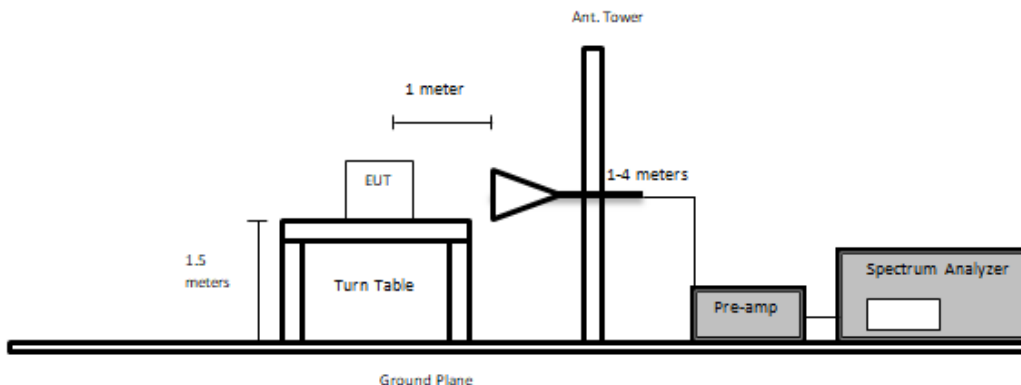 Ant. Tower
1 meter
EUT
1-4 meters
1.5
meters
Turn Table
Spectrum Analyzer
Pre-amp
Ground Plane